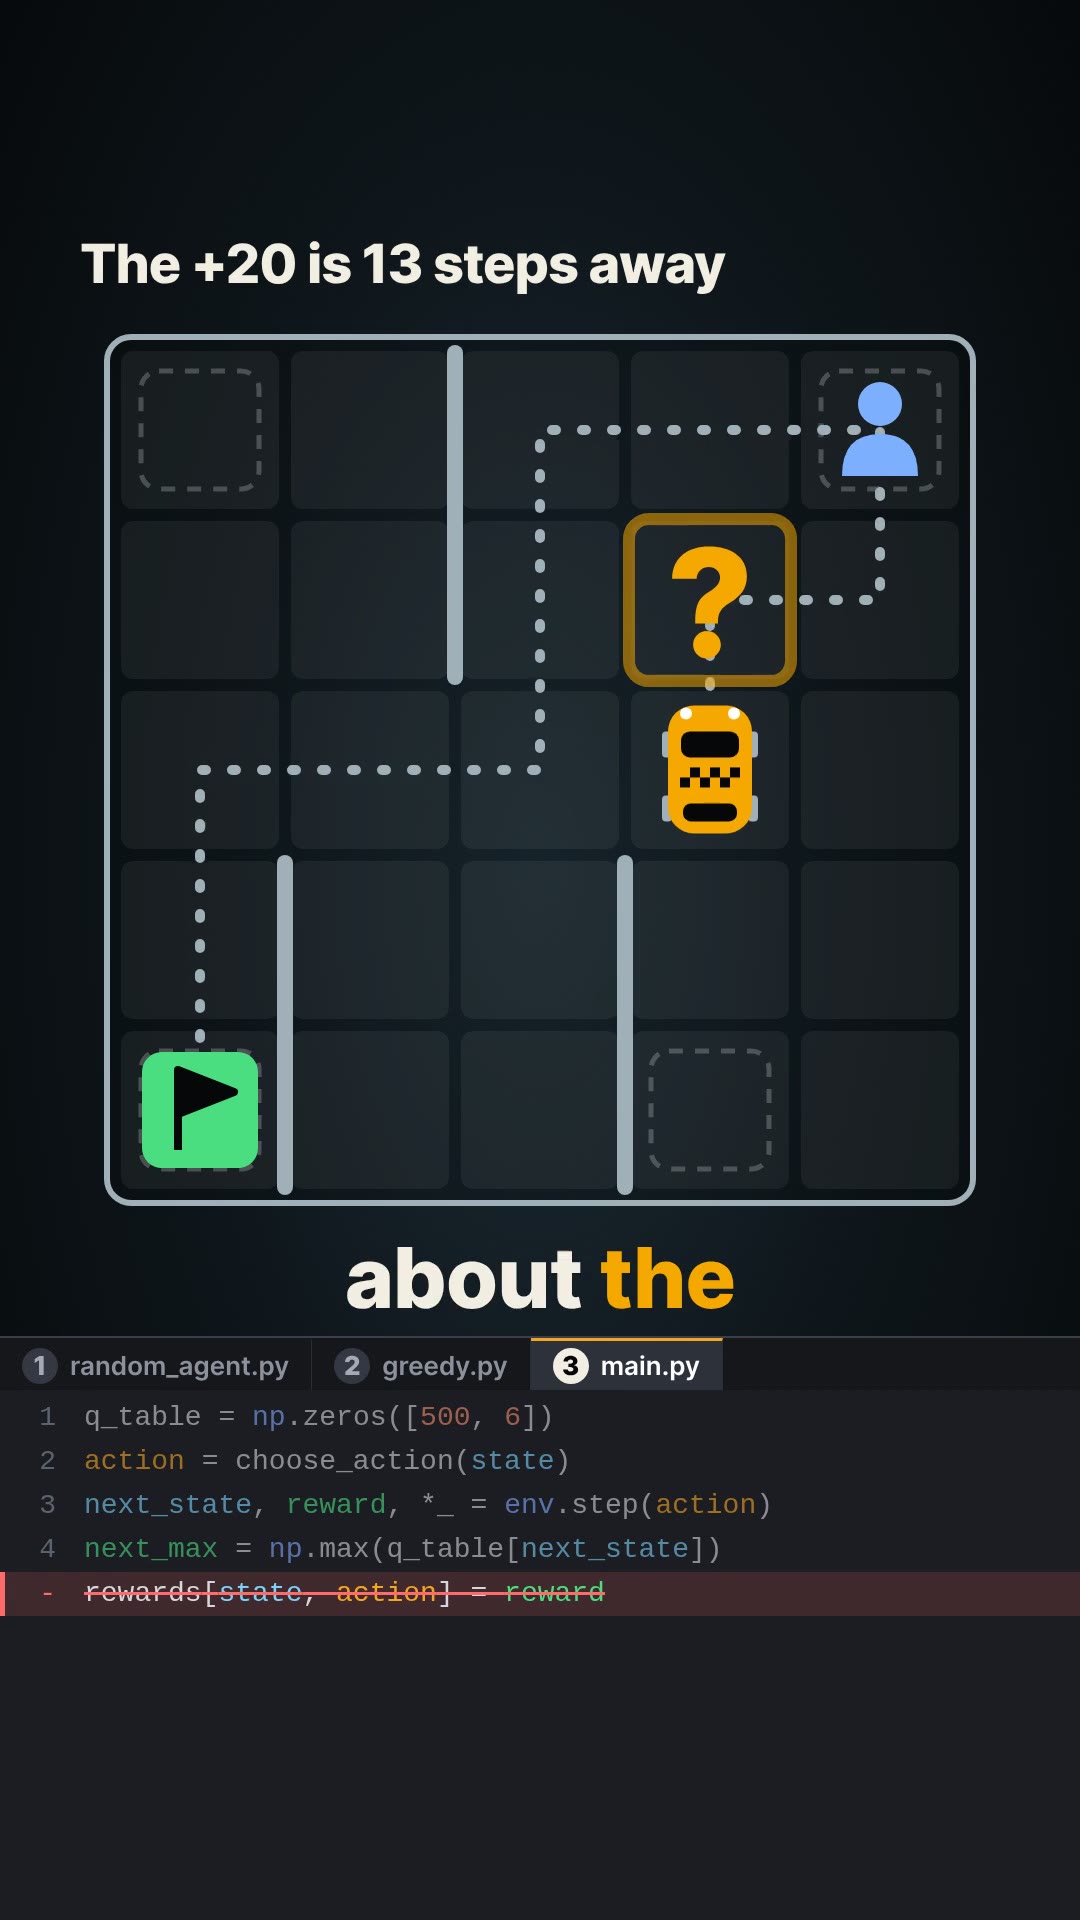 The +20 is 13 steps away
?
about the
1 random_agent.py 2 greedy.py 3 main.py
1 q_table = np.zeros([500, 6])
2 action = choose_action(state)
3 next_state, reward, *_ = env.step(action)
4 next_max = np.max(q_table[next_state])
- rewards[state, action] = reward